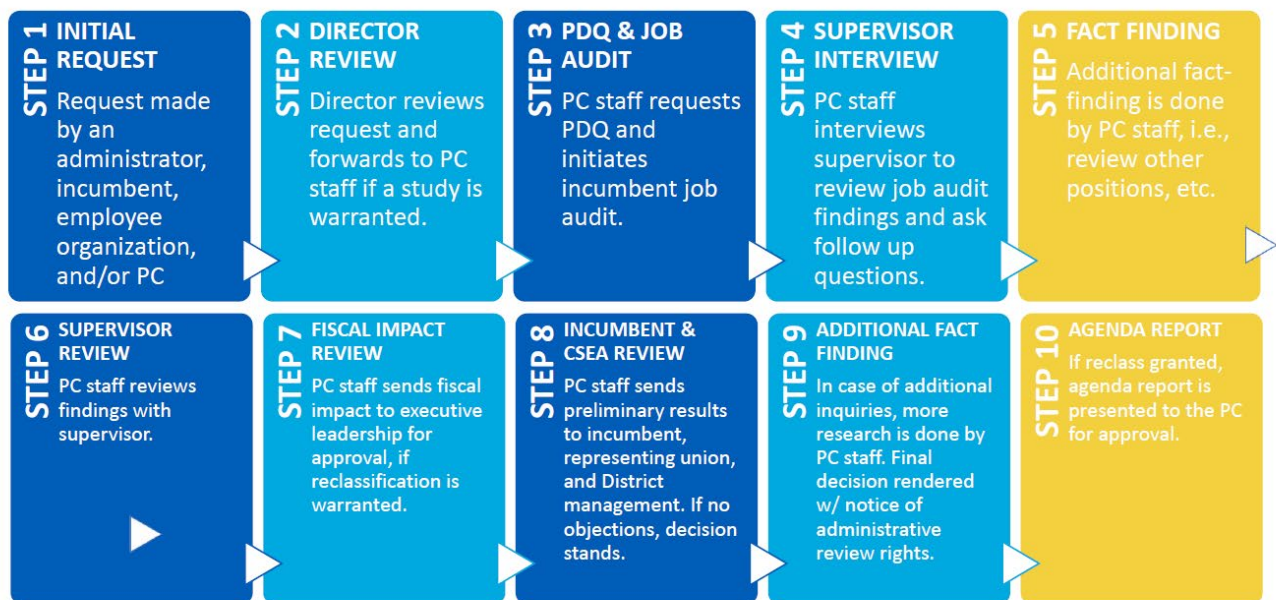 STEP 1
INITIAL
REQUEST
Request made
by an
administrator,
incumbent,
employee
organization,
and/or PC
STEP 2
DIRECTOR
REVIEW
Director reviews
request and
forwards to PC
staff if a study is
warranted.
STEP 3
PDQ & JOB
AUDIT
PC staff requests
PDQ and
initiates
incumbent job
audit.
STEP 4
SUPERVISOR
INTERVIEW
PC staff
interviews
supervisor to
review job audit
findings and ask
follow up
questions.
STEP 5
FACT FINDING
Additional fact-
finding is done
by PC staff, i.e.,
review other
positions, etc.
STEP 6
SUPERVISOR
REVIEW
PC staff reviews
findings with
supervisor.
STEP 7
FISCAL IMPACT
REVIEW
PC staff sends fiscal
impact to executive
leadership for
approval, if
reclassification is
warranted.
STEP 8
INCUMBENT &
CSEA REVIEW
PC staff sends
preliminary results
to incumbent,
representing union,
and District
management. If no
objections, decision
stands.
STEP 9
ADDITIONAL FACT
FINDING
In case of additional
inquiries, more
research is done by
PC staff. Final
decision rendered
w/ notice of
administrative
review rights.
STEP 10
AGENDA REPORT
If reclass granted,
agenda report is
presented to the PC
for approval.